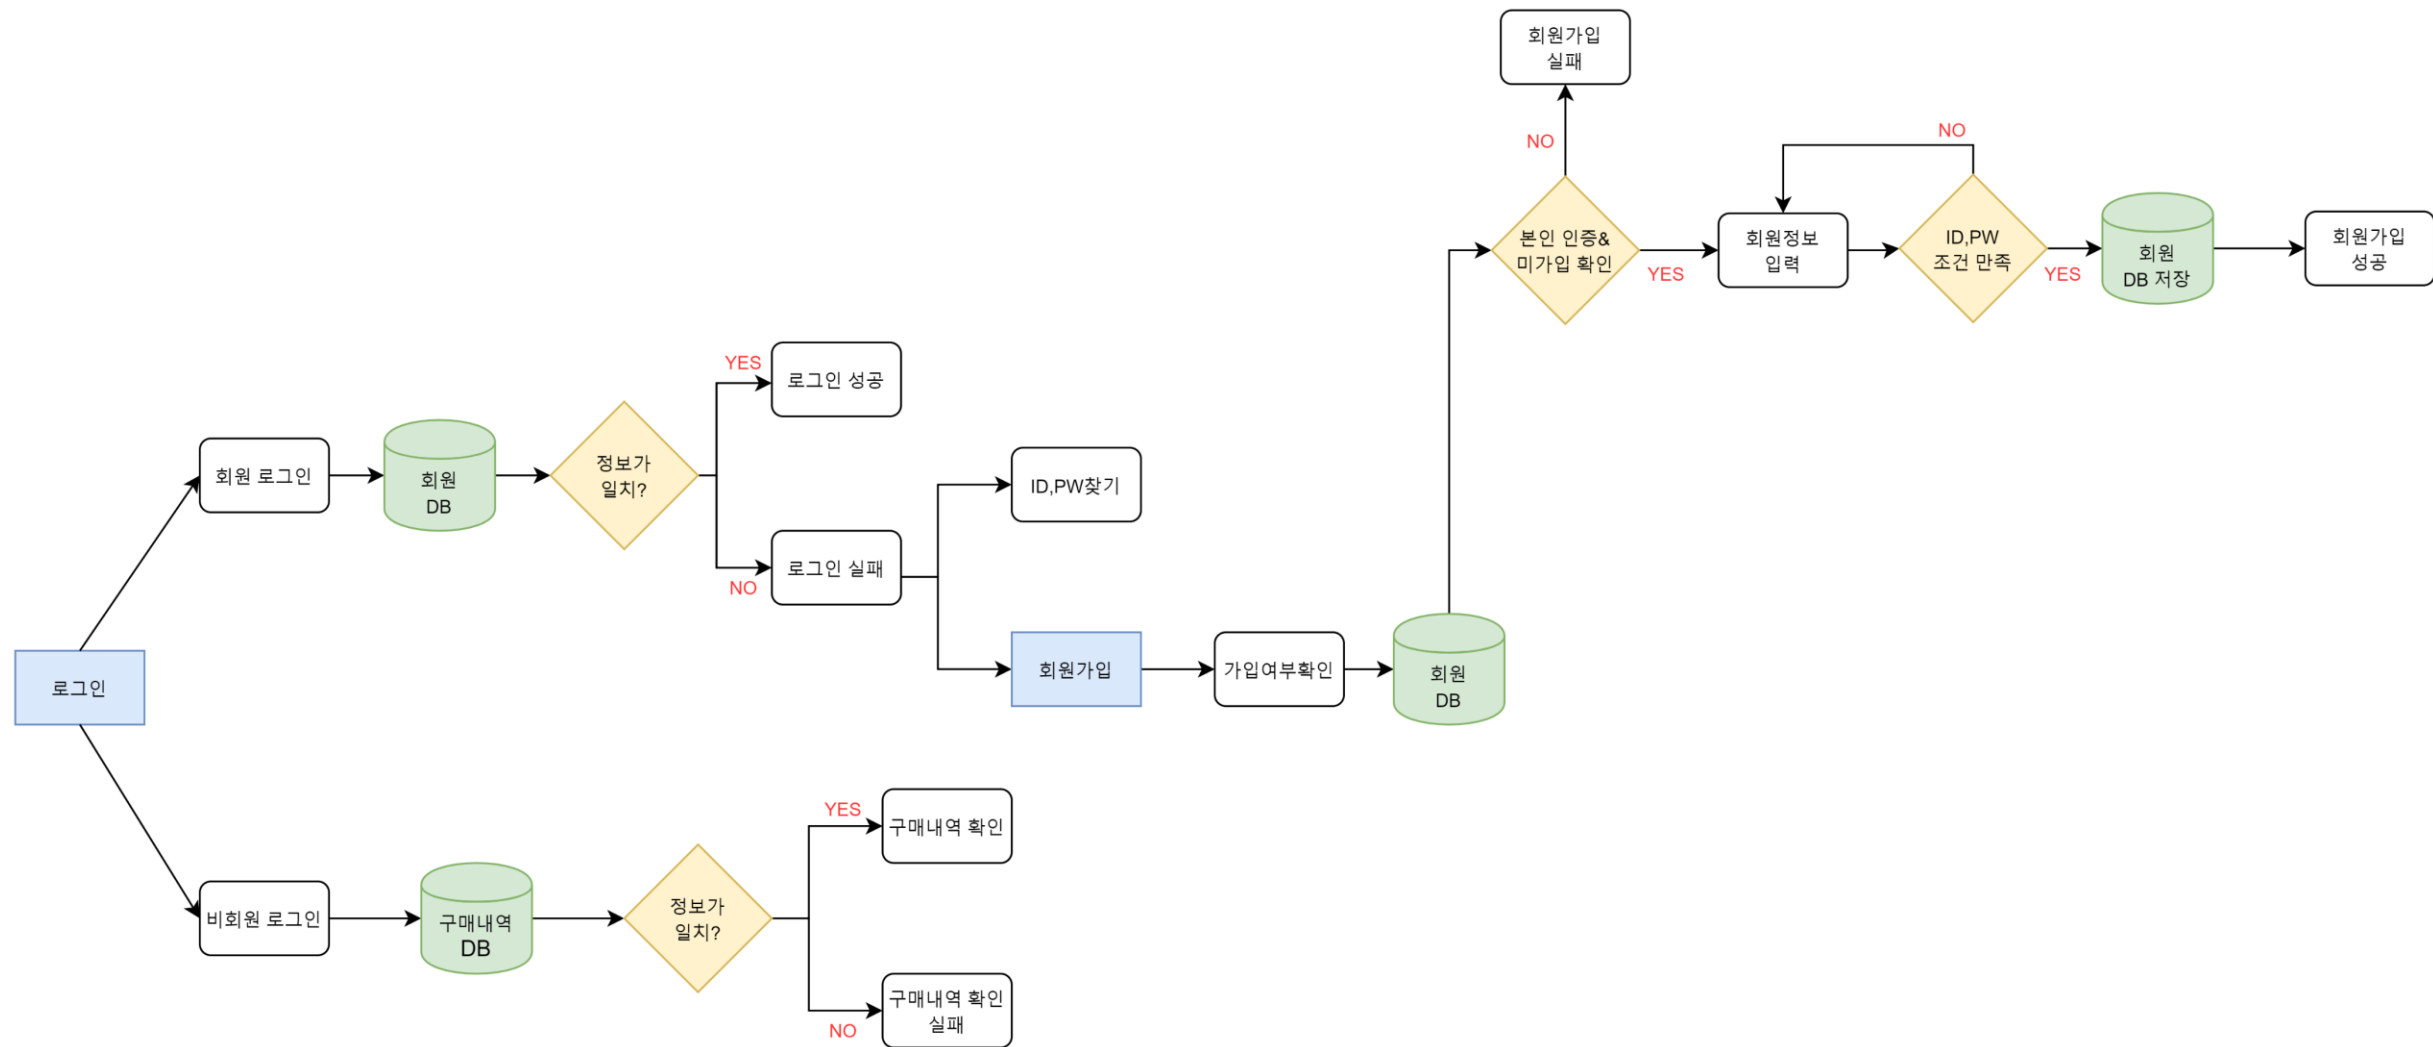 회원가입
실패
NO
NO
본인 인증&
미가입 확인
YES
회원정보
입력
ID,PW
조건 만족
YES
회원
DB 저장
회원가입
성공
YES
로그인 성공
회원 로그인
회원
DB
정보가
일치?
ID,PW찾기
NO
로그인 실패
로그인
회원가입
가입여부확인
회원
DB
YES
구매내역 확인
비회원 로그인
구매내역
DB
정보가
일치?
NO
구매내역 확인
실패